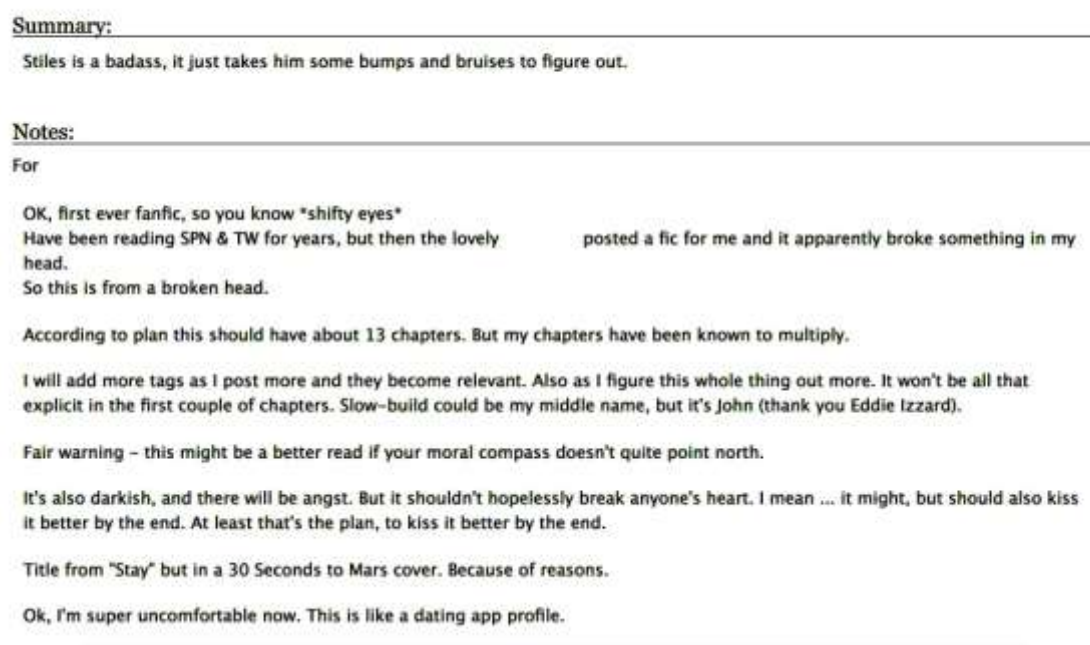 Summary:
Stiles is a badass, it just takes him some bumps and bruises to figure out.
Notes:
For
OK, first ever fanfic, so you know *shifty eyes*
Have been reading SPN & TW for years, but then the lovely posted a fic for me and it apparently broke something in my
head.
So this is from a broken head.
According to plan this should have about 13 chapters. But my chapters have been known to multiply.
I will add more tags as I post more and they become relevant. Also as I figure this whole thing out more. It won't be all that
explicit in the first couple of chapters. Slow-build could be my middle name, but it's John (thank you Eddie Izzard).
Fair warning – this might be a better read if your moral compass doesn't quite point north.
It's also darkish, and there will be angst. But it shouldn't hopelessly break anyone's heart. I mean ... it might, but should also kiss
it better by the end. At least that's the plan, to kiss it better by the end.
Title from "Stay" but in a 30 Seconds to Mars cover. Because of reasons.
Ok, I'm super uncomfortable now. This is like a dating app profile.